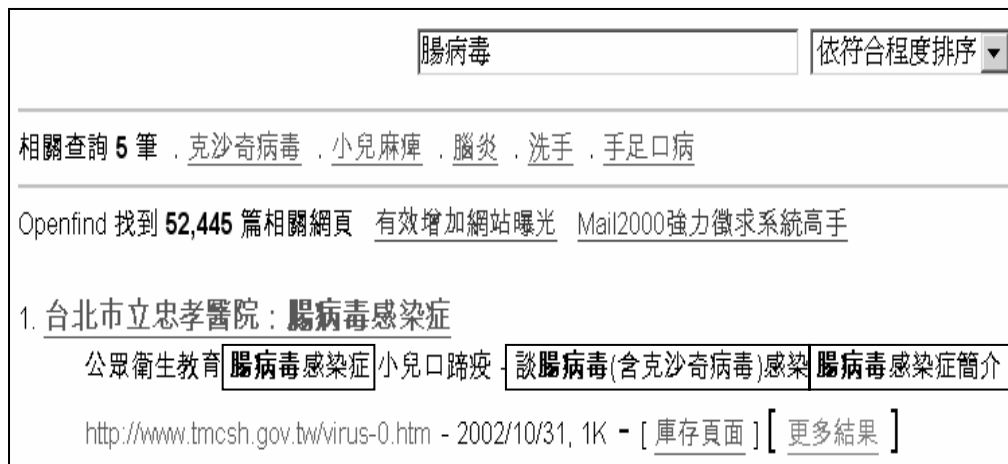 腸病毒 依符合程度排序
相關查詢 5 筆 . 克沙奇病毒 . 小兒麻痺 . 腦炎 . 洗手 . 手足口病
Openfind 找到 52,445 篇相關網頁 有效增加網站曝光 Mail2000強力徵求系統高手
1. 台北市立忠孝醫院 : 腸病毒感染症
公眾衛生教育 腸病毒感染症 小兒口蹄疫 - 談腸病毒(含克沙奇病毒)感染 腸病毒感染症簡介
http://www.tmcsh.gov.tw/virus-0.htm - 2002/10/31, 1K - [ 庫存頁面 ] [ 更多結果 ]